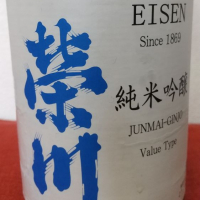 EISEN
Since 1869
榮川
純米吟醸
JUNMAI-GINJO
Value Type